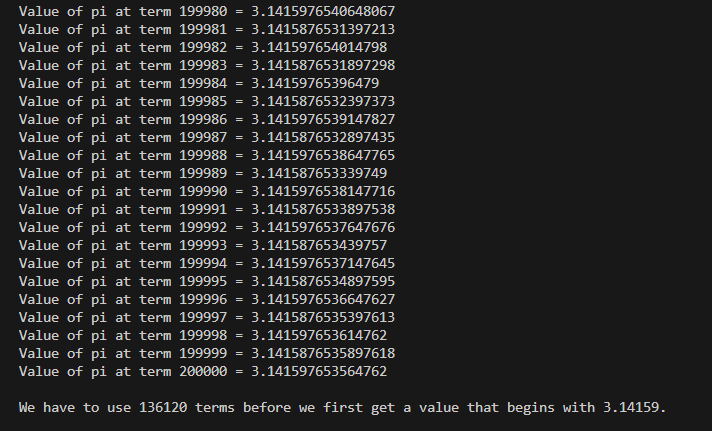 Value of pi at term 199980 = 3.1415976540648067
Value of pi at term 199981 = 3.1415876531397213
Value of pi at term 199982 = 3.141597654014798
Value of pi at term 199983 = 3.1415876531897298
Value of pi at term 199984 = 3.14159765396479
Value of pi at term 199985 = 3.1415876532397373
Value of pi at term 199986 = 3.1415976539147827
Value of pi at term 199987 = 3.1415876532897435
Value of pi at term 199988 = 3.1415976538647765
Value of pi at term 199989 = 3.141587653339749
Value of pi at term 199990 = 3.1415976538147716
Value of pi at term 199991 = 3.1415876533897538
Value of pi at term 199992 = 3.1415976537647676
Value of pi at term 199993 = 3.141587653439757
Value of pi at term 199994 = 3.1415976537147645
Value of pi at term 199995 = 3.1415876534897595
Value of pi at term 199996 = 3.1415976536647627
Value of pi at term 199997 = 3.1415876535397613
Value of pi at term 199998 = 3.141597653614762
Value of pi at term 199999 = 3.1415876535897618
Value of pi at term 200000 = 3.141597653564762
We have to use 136120 terms before we first get a value that begins with 3.14159.